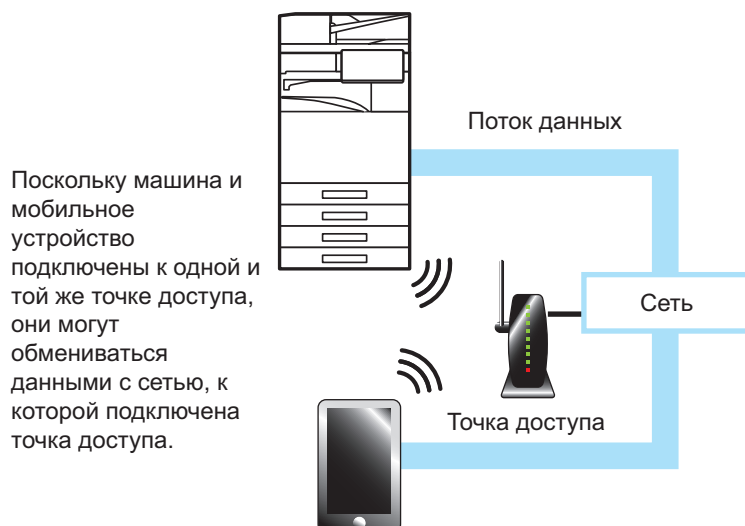 Поток данных
Поскольку машина и
мобильное
устройство
подключены к одной и
той же точке доступа,
они могут
обмениваться
данными с сетью, к
которой подключена
точка доступа.
Сеть
Точка доступа